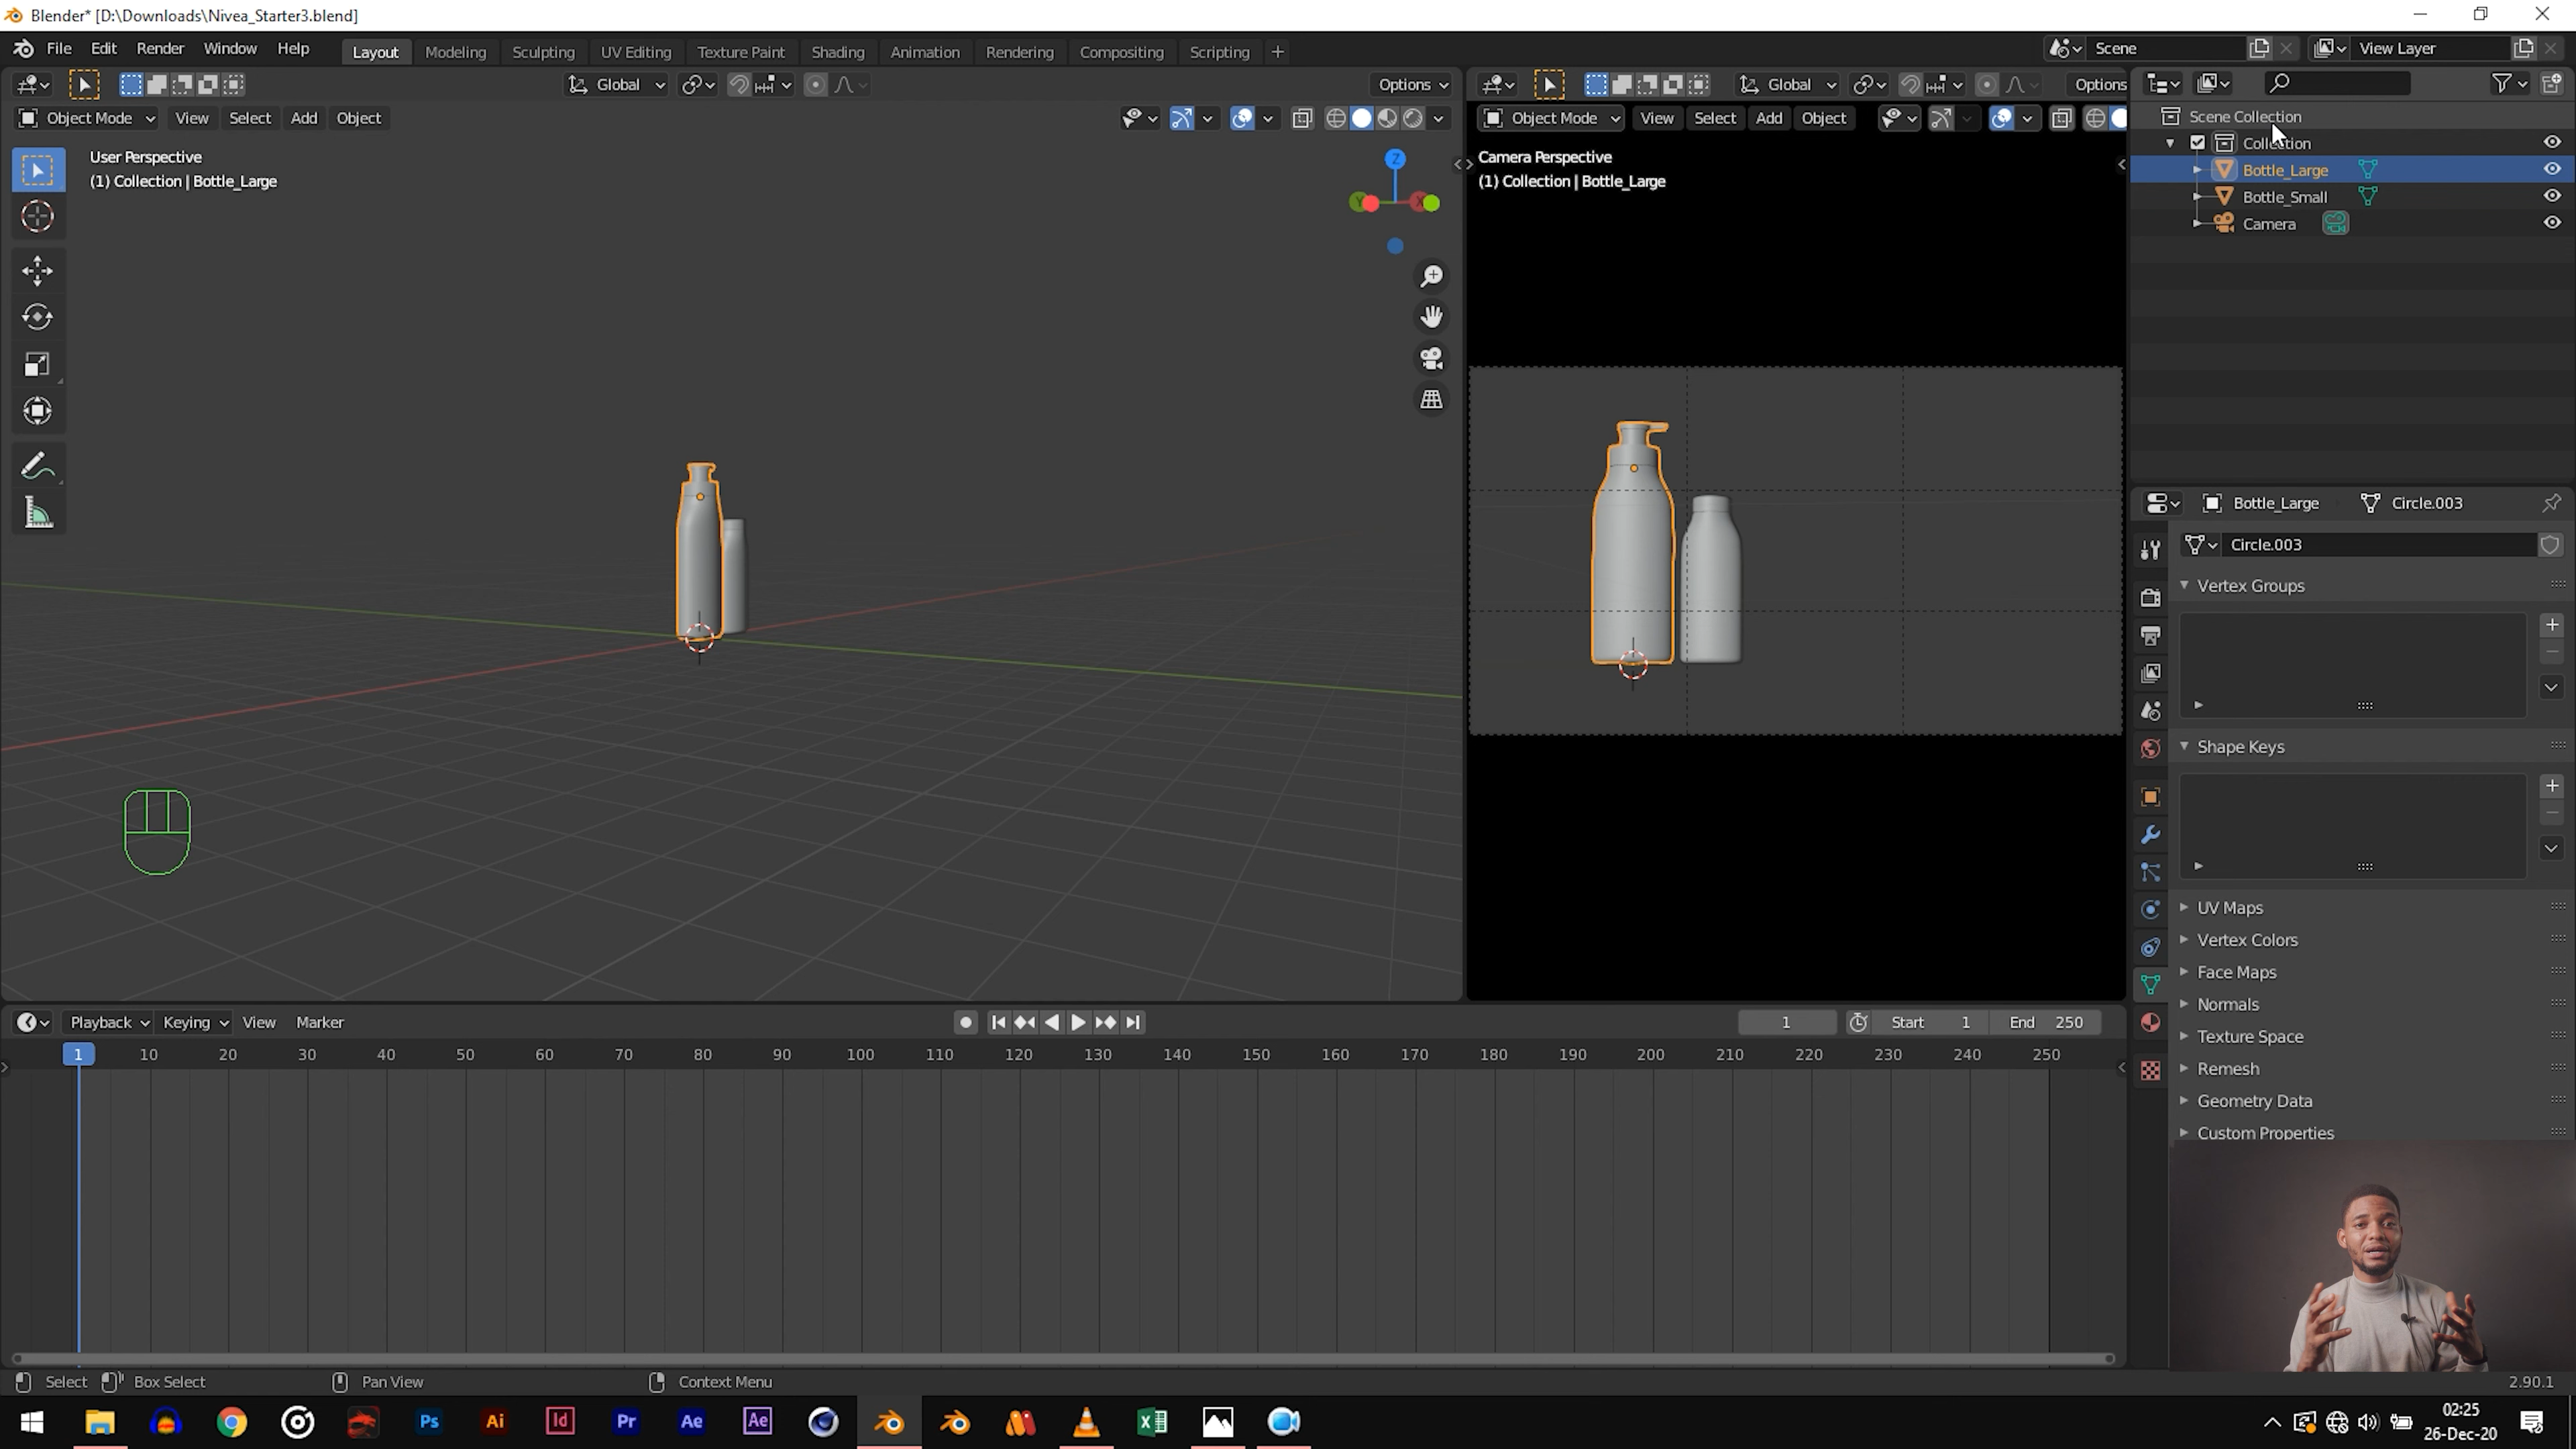 Blender* [D:\Downloads\Nivea_Starter3.blend]
File Edit Render Window Help Layout Modeling Sculpting UV Editing Texture Paint Shading Animation Rendering Compositing Scripting + Scene View Layer
Global Options Global Options
Object Mode View Select Add Object Object Mode View Select Add Object
Scene Collection
Collection
Bottle_Large
Bottle_Small
Camera
User Perspective
(1) Collection | Bottle_Large
Z
Y X
Camera Perspective
(1) Collection | Bottle_Large
Bottle_Large Circle.003
Circle.003
Vertex Groups
Shape Keys
UV Maps
Vertex Colors
Face Maps
Normals
Texture Space
Remesh
Geometry Data
Custom Properties
Playback Keying View Marker 1 Start 1 End 250
1 10 20 30 40 50 60 70 80 90 100 110 120 130 140 150 160 170 180 190 200 210 220 230 240 250
Select Box Select Pan View Context Menu 2.90.1
Ps Ai Id Pr Ae Ae
02:25
26-Dec-20